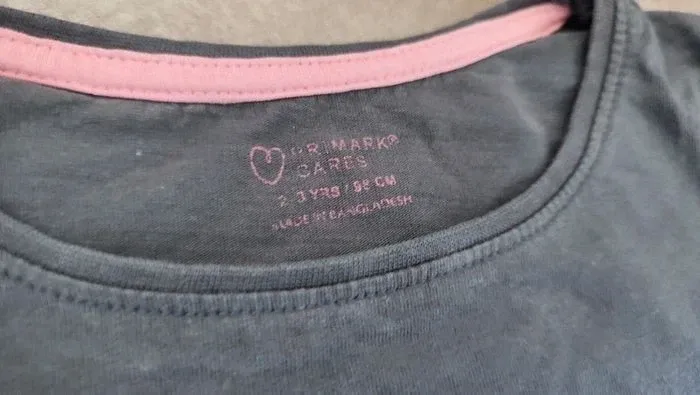 PRIMARK®
CARES
2-3 YRS / 98 CM
MADE IN BANGLADESH